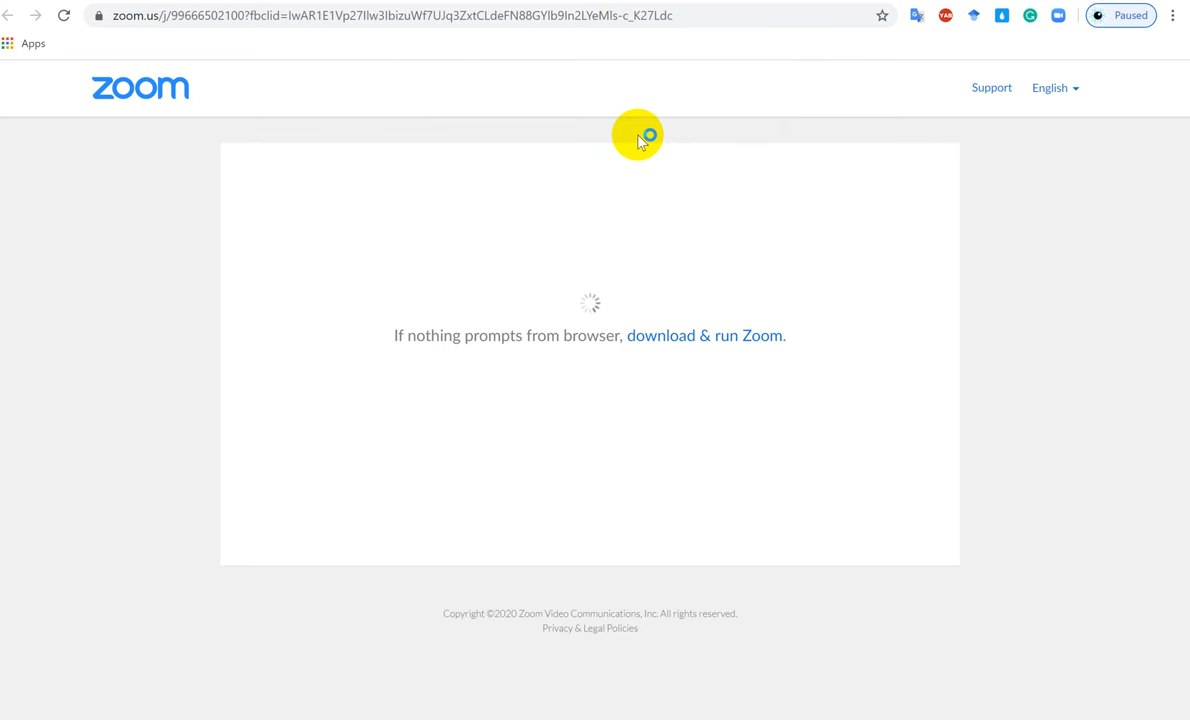 zoom.us/j/99666502100?fbclid=IwAR1E1Vp27Ilw3IbizuWf7UJq3ZxtCLdeFN88GYlb9In2LYeMls-c_K27Ldc
YAB
Paused
Apps
zoom
Support
English
If nothing prompts from browser, download & run Zoom.
Copyright ©2020 Zoom Video Communications, Inc. All rights reserved.
Privacy & Legal Policies